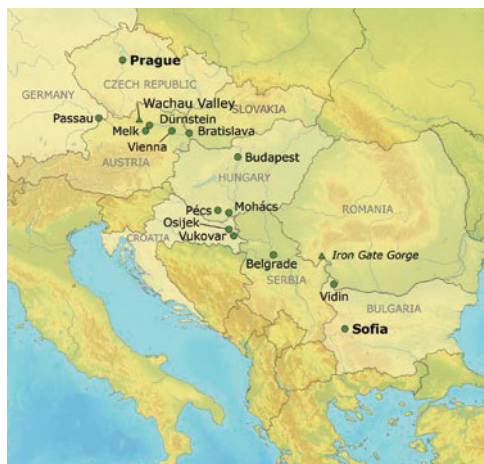 Prague
CZECH REPUBLIC
GERMANY
Wachau Valley
SLOVAKIA
Passau
Durnstein
Melk
Bratislava
Vienna
AUSTRIA
Budapest
HUNGARY
Pécs
Mohács
ROMANIA
Osijek
CROATIA
Vukovar
Iron Gate Gorge
Belgrade
SERBIA
Vidin
BULGARIA
Sofia